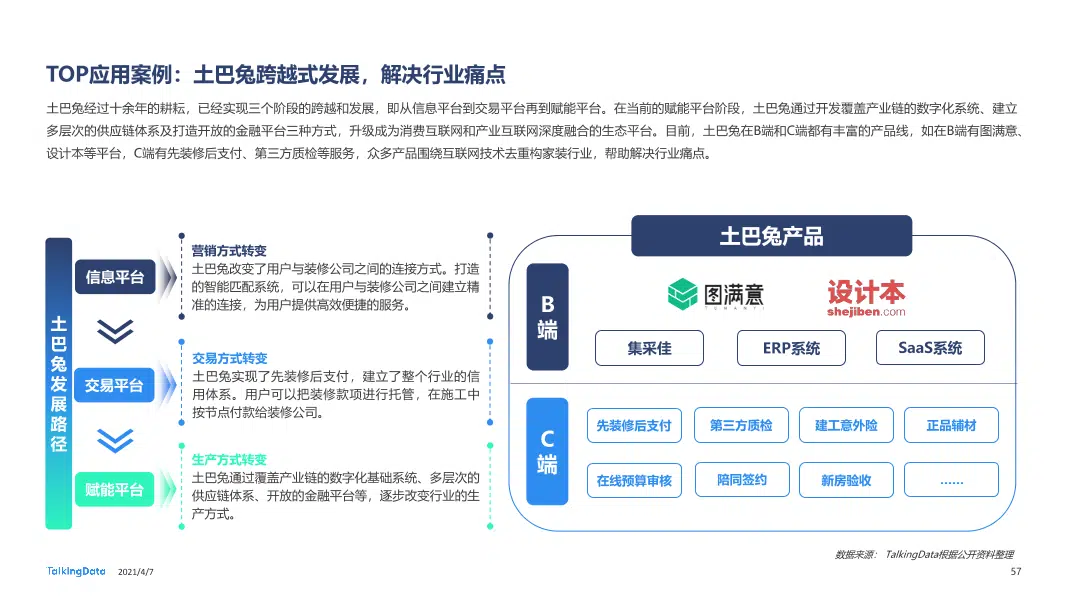 TOP应用案例：土巴兔跨越式发展，解决行业痛点
土巴兔经过十余年的耕耘，已经实现三个阶段的跨越和发展，即从信息平台到交易平台再到赋能平台。在当前的赋能平台阶段，土巴兔通过开发覆盖产业链的数字化系统、建立
多层次的供应链体系及打造开放的金融平台三种方式，升级成为消费互联网和产业互联网深度融合的生态平台。目前，土巴兔在B端和C端都有丰富的产品线，如在B端有图满意、
设计本等平台，C端有先装修后支付、第三方质检等服务，众多产品围绕互联网技术去重构家装行业，帮助解决行业痛点。
土巴兔发展路径
信息平台
营销方式转变
土巴兔改变了用户与装修公司之间的连接方式。打造
的智能匹配系统，可以在用户与装修公司之间建立精
准的连接，为用户提供高效便捷的服务。
交易平台
交易方式转变
土巴兔实现了先装修后支付，建立了整个行业的信
用体系。用户可以把装修款项进行托管，在施工中
按节点付款给装修公司。
赋能平台
生产方式转变
土巴兔通过覆盖产业链的数字化基础系统、多层次的
供应链体系、开放的金融平台等，逐步改变行业的生
产方式。
土巴兔产品
B端
图满意
设计本
shejiben.com
集采佳
ERP系统
SaaS系统
C端
先装修后支付
第三方质检
建工意外险
正品辅材
在线预算审核
陪同签约
新房验收
......
数据来源： TalkingData根据公开资料整理
TalkingData
2021/4/7
57